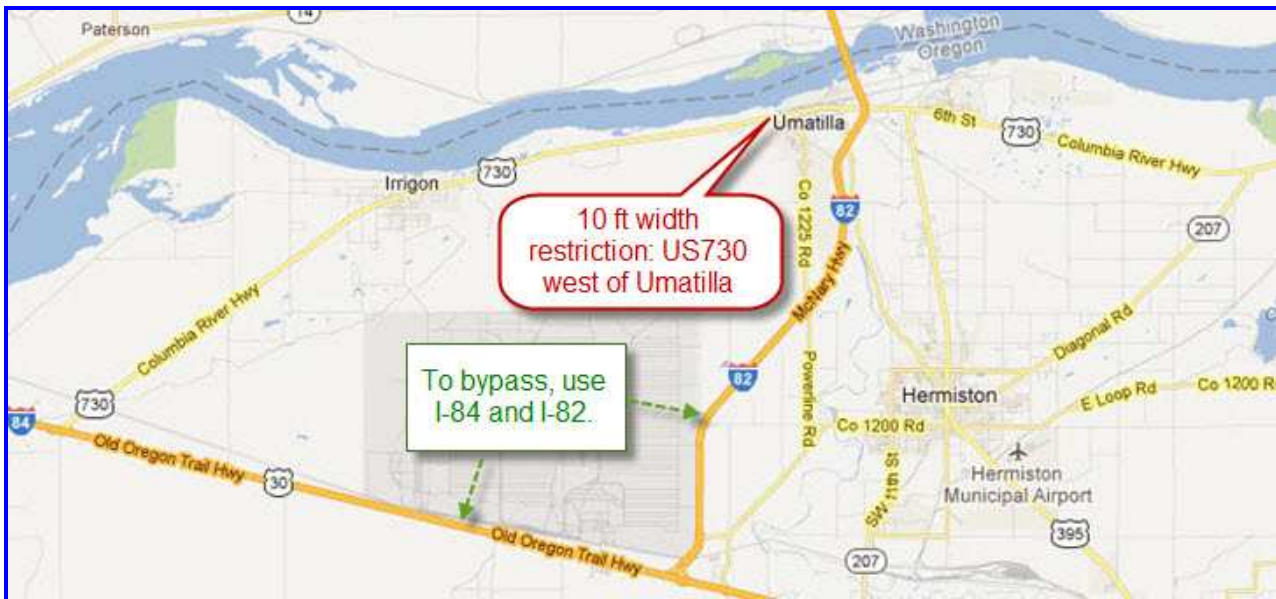 14
Paterson
Washington
Oregon
Umatilla
6th St
730
Columbia River Hwy
730
Irrigon
Co 1225 Rd
82
207
10 ft width
restriction: US730
west of Umatilla
McNary Hwy
Columbia River Hwy
Diagonal Rd
To bypass, use
I-84 and I-82.
82
Powerline Rd
Hermiston
E Loop Rd
Co 1200 R
730
84
Co 1200 Rd
Old Oregon Trail Hwy
30
SW 11th St
Hermiston
Municipal Airport
Old Oregon Trail Hwy
395
207